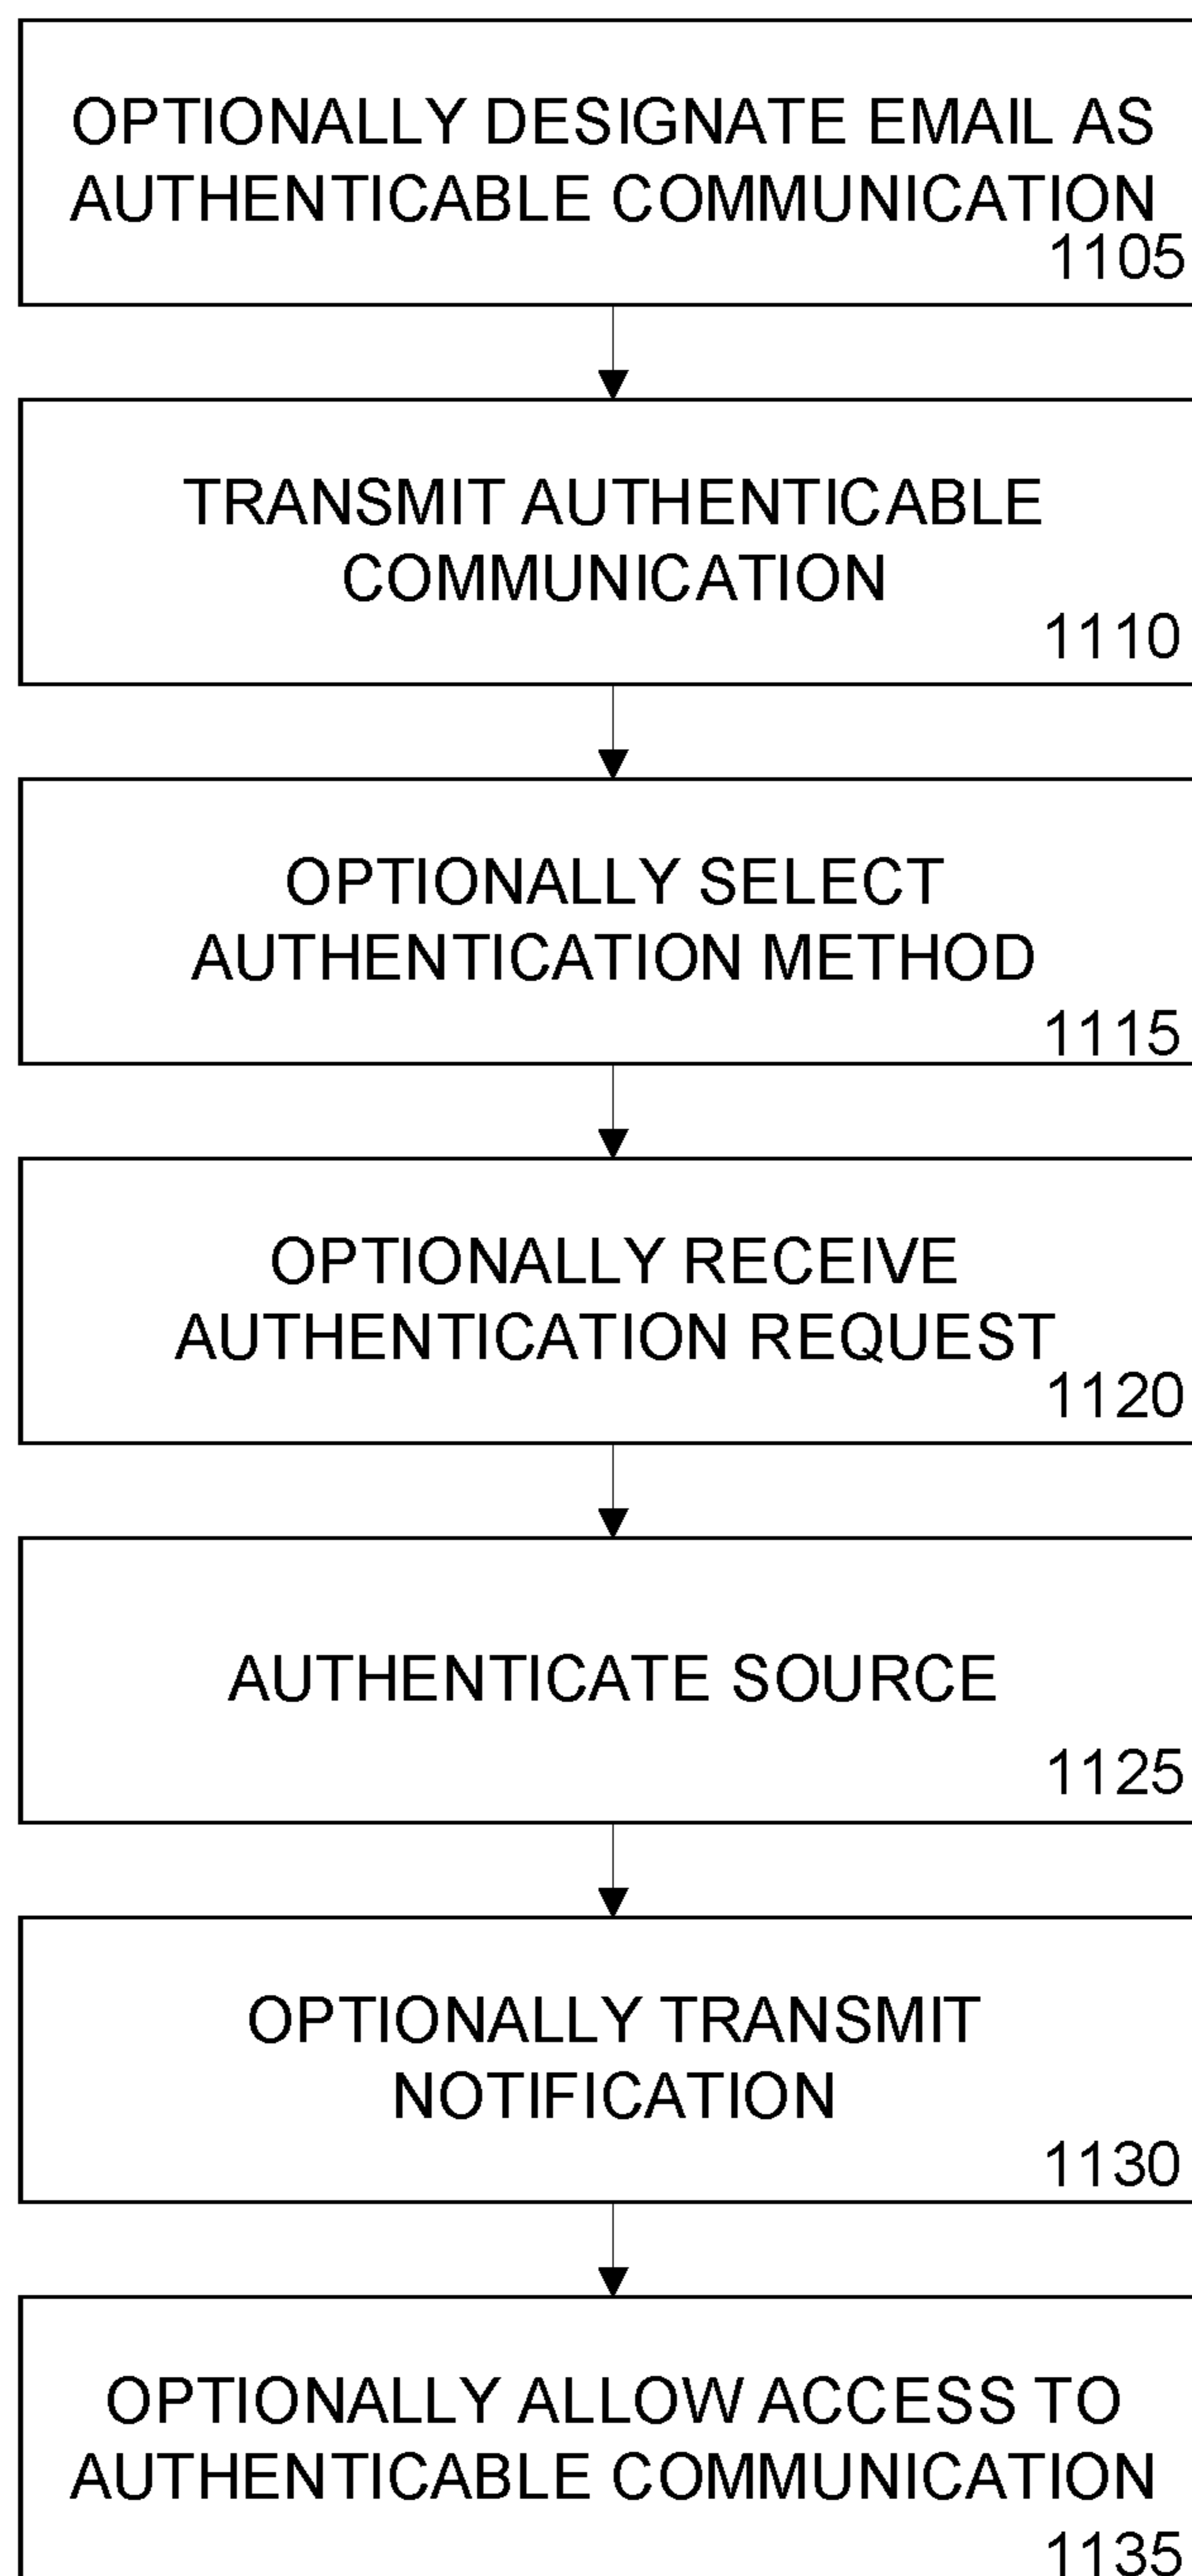 OPTIONALLY DESIGNATE EMAIL AS
AUTHENTICABLE COMMUNICATION
1105
TRANSMIT AUTHENTICABLE
COMMUNICATION
1110
OPTIONALLY SELECT
AUTHENTICATION METHOD
1115
OPTIONALLY RECEIVE
AUTHENTICATION REQUEST
1120
AUTHENTICATE SOURCE
1125
OPTIONALLY TRANSMIT
NOTIFICATION
1130
OPTIONALLY ALLOW ACCESS TO
AUTHENTICABLE COMMUNICATION
1135